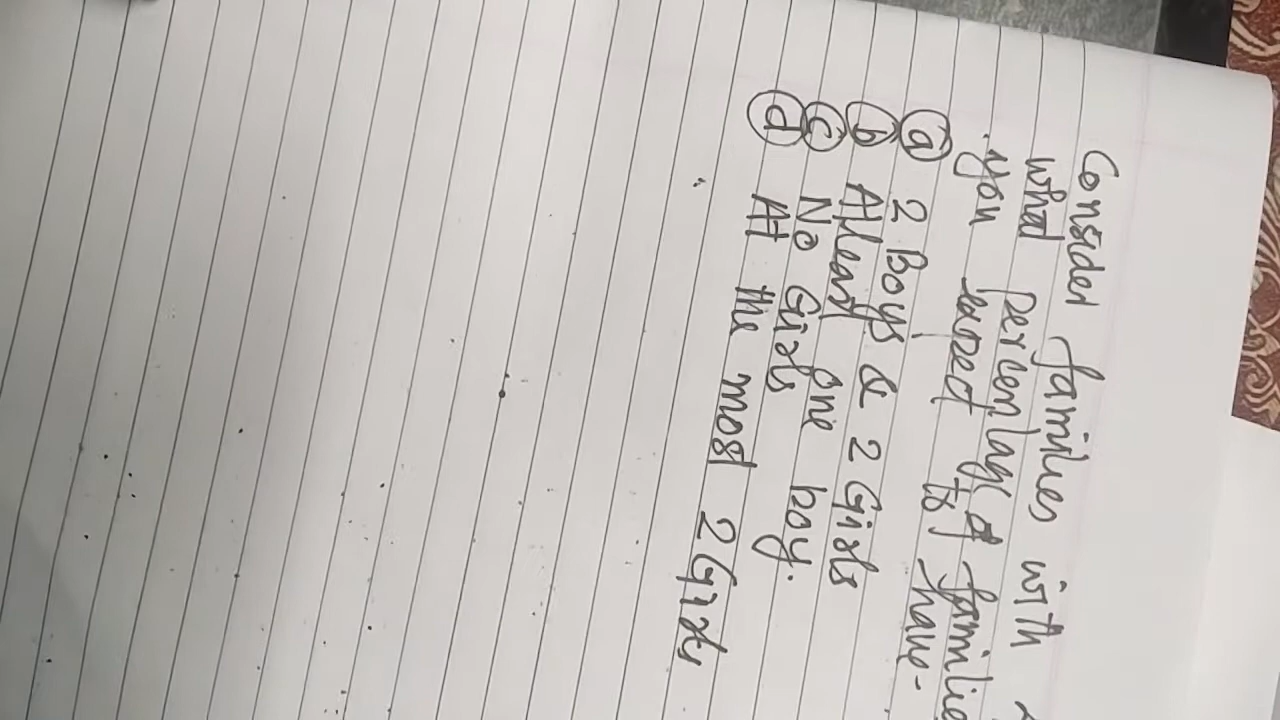 Consider families with
what percentage of familie
you expect to have-
(a) 2 Boys & 2 Girls
(b) Atleast one boy.
(c) No Girls
(d) At the most 2 Girls